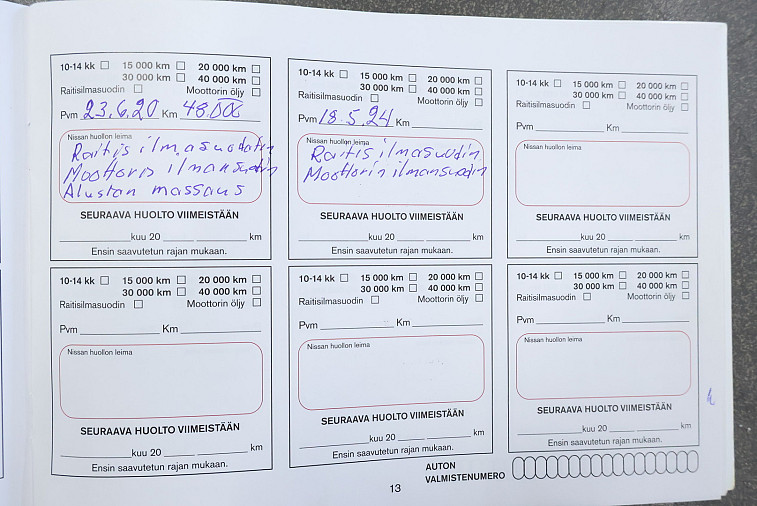 10-14 kk ☐ 15 000 km ☐ 20 000 km ☐
30 000 km ☐ 40 000 km ☐
Raitisilmasuodin ☐ Moottorin öljy ☐
Pvm 23.6.20 Km 48.000
Nissan huollon leima
Raitis ilmasuodatin
Moottorin ilmansuodin
Alustan massaus
SEURAAVA HUOLTO VIIMEISTÄÄN
kuu 20 km
Ensin saavutetun rajan mukaan.
10-14 kk ☐ 15 000 km ☐ 20 000 km ☐
30 000 km ☐ 40 000 km ☐
Raitisilmasuodin ☐ Moottorin öljy ☐
Pvm 18.5.24 Km
Nissan huollon leima
Raitis ilmasuodin
Moottorin ilmansuodin
SEURAAVA HUOLTO VIIMEISTÄÄN
kuu 20 km
Ensin saavutetun rajan mukaan.
10-14 kk ☐ 15 000 km ☐ 20 000 km ☐
30 000 km ☐ 40 000 km ☐
Raitisilmasuodin ☐ Moottorin öljy ☐
Pvm Km
Nissan huollon leima
SEURAAVA HUOLTO VIIMEISTÄÄN
kuu 20 km
Ensin saavutetun rajan mukaan.
10-14 kk ☐ 15 000 km ☐ 20 000 km ☐
30 000 km ☐ 40 000 km ☐
Raitisilmasuodin ☐ Moottorin öljy ☐
Pvm Km
Nissan huollon leima
SEURAAVA HUOLTO VIIMEISTÄÄN
kuu 20 km
Ensin saavutetun rajan mukaan.
10-14 kk ☐ 15 000 km ☐ 20 000 km ☐
30 000 km ☐ 40 000 km ☐
Raitisilmasuodin ☐ Moottorin öljy ☐
Pvm Km
Nissan huollon leima
SEURAAVA HUOLTO VIIMEISTÄÄN
kuu 20 km
Ensin saavutetun rajan mukaan.
10-14 kk ☐ 15 000 km ☐ 20 000 km ☐
30 000 km ☐ 40 000 km ☐
Raitisilmasuodin ☐ Moottorin öljy ☐
Pvm Km
Nissan huollon leima
SEURAAVA HUOLTO VIIMEISTÄÄN
kuu 20 km
Ensin saavutetun rajan mukaan.
AUTON
VALMISTENUMERO
13